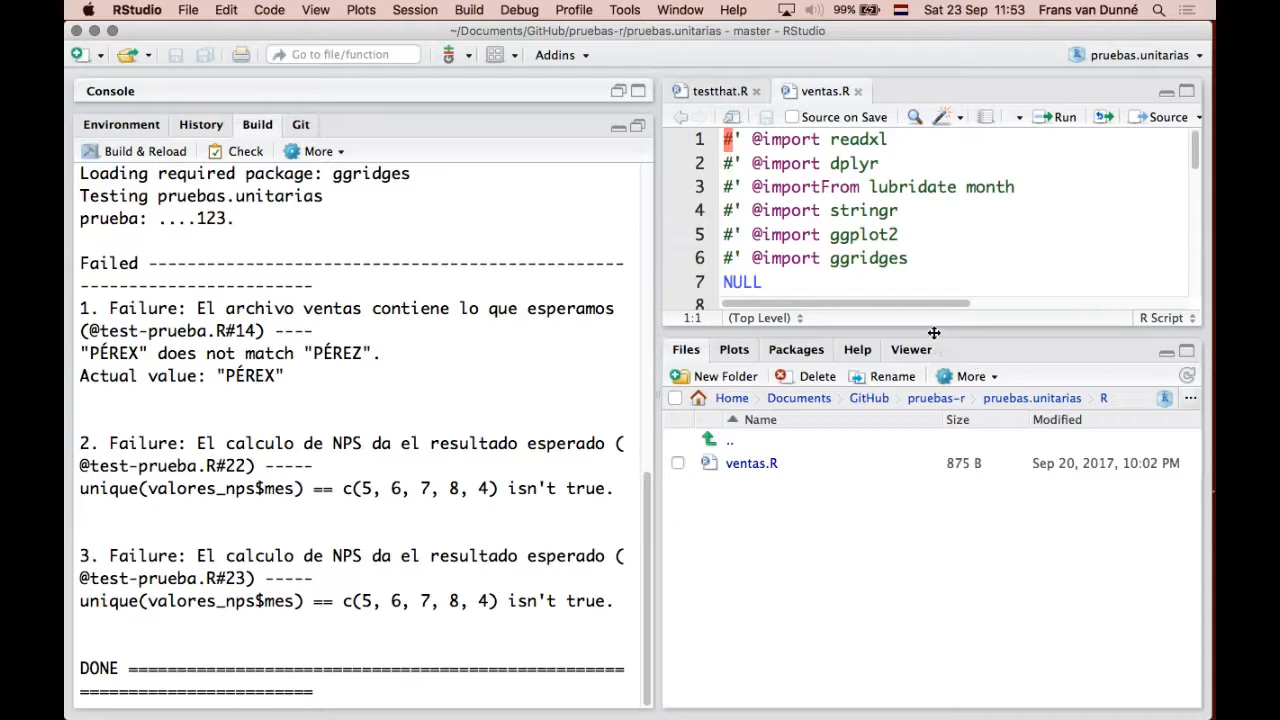 RStudio File Edit Code View Plots Session Build Debug Profile Tools Window Help 99% Sat 23 Sep 11:53 Frans van Dunné
~/Documents/GitHub/pruebas-r/pruebas.unitarias - master - RStudio
Go to file/function Addins pruebas.unitarias
Console
Environment History Build Git
Build & Reload Check More
Loading required package: ggridges
Testing pruebas.unitarias
prueba: ....123.
Failed -------------------------------------------------
------------------------
1. Failure: El archivo ventas contiene lo que esperamos
(@test-prueba.R#14) ----
"PÉREX" does not match "PÉREZ".
Actual value: "PÉREX"
2. Failure: El calculo de NPS da el resultado esperado (
@test-prueba.R#22) -----
unique(valores_nps$mes) == c(5, 6, 7, 8, 4) isn't true.
3. Failure: El calculo de NPS da el resultado esperado (
@test-prueba.R#23) -----
unique(valores_nps$mes) == c(5, 6, 7, 8, 4) isn't true.
DONE ===================================================
========================
testthat.R ventas.R
Source on Save Run Source
1 #' @import readxl
2 #' @import dplyr
3 #' @importFrom lubridate month
4 #' @import stringr
5 #' @import ggplot2
6 #' @import ggridges
7 NULL
8
1:1 (Top Level) R Script
Files Plots Packages Help Viewer
New Folder Delete Rename More
Home Documents GitHub pruebas-r pruebas.unitarias R ...
Name Size Modified
..
ventas.R 875 B Sep 20, 2017, 10:02 PM